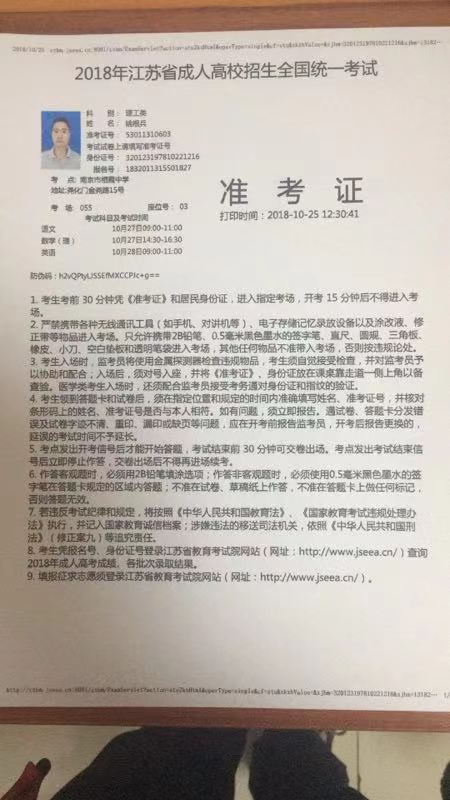 2018年江苏省成人高校招生全国统一考试
科 别: 理工类
姓 名: 姚根兵
准考证号: 53011310603
考试试卷上请填写准考证号
身份证号: 320123197810221216
报名号: 1832011315501827
考 点: 南京市栖霞中学
地址:尧化门金尧路15号
准 考 证
考 场: 055 座位号: 03
打印时间:2018-10-25 12:30:41
考试科目及考试时间
语文 10月27日09:00-11:00
数学(理) 10月27日14:30-16:30
英语 10月28日09:00-11:00
防伪码:h2vQPtyLJSSEfMXCCPJc+g==
1. 考生考前 30 分钟凭《准考证》和居民身份证,进入指定考场,开考 15 分钟后不得进入考
场。
2. 严禁携带各种无线通讯工具(如手机、对讲机等)、电子存储记忆录放设备以及涂改液、修
正带等物品进入考场。只允许携带2B铅笔、0.5毫米黑色墨水的签字笔、直尺、圆规、三角板、
橡皮、小刀、空白垫板和透明笔袋进入考场,其他任何物品不准带入考场,否则按违规论处。
3. 考生入场时,监考员将使用金属探测器检查违规物品,考生须自觉接受检查,并对监考员予
以协助和配合;入场后,须对号入座,并将《准考证》、身份证放在课桌靠走道一侧上角以备
查验。医学类考生入场时,还须配合监考员接受考务通对身份证和指纹的验证。
4. 考生领到答题卡和试卷后,须在指定位置和规定的时间内准确填写姓名、准考证号,并核对
条形码上的姓名、准考证号是否与本人相符。如有问题,须立即报告。遇试卷、答题卡分发错
误及试卷字迹不清、重印、漏印或缺页等问题,应在开考前报告监考员,开考后报告更换的,
延误的考试时间不予延长。
5. 考点发出开考信号后才能开始答题,考试结束前 30 分可交卷出场。考点发出考试结束信
号后立即停止作答,交卷出场后不得再进场续考。
6. 作答客观题时,必须用2B铅笔填涂选项;作答非客观题时,必须使用0.5毫米黑色墨水的签
字笔在答题卡规定的区域内答题;不准在试卷、草稿纸上作答,不准在答题卡上做任何标记,
否则答题无效。
7. 若违反考试纪律和规定,将按照《中华人民共和国教育法》、《国家教育考试违规处理办
法》执行,并记入国家教育诚信档案;涉嫌违法的移送司法机关,依照《中华人民共和国刑
法》(修正案九)等追究责任。
8. 考生凭报名号、身份证号登录江苏省教育考试院网站(网址:http://www.jseea.cn/)查询
2018年成人高考成绩、各批次录取结果。
9. 填报征求志愿须登录江苏省教育考试院网站(网址:http://www.jseea.cn/)。